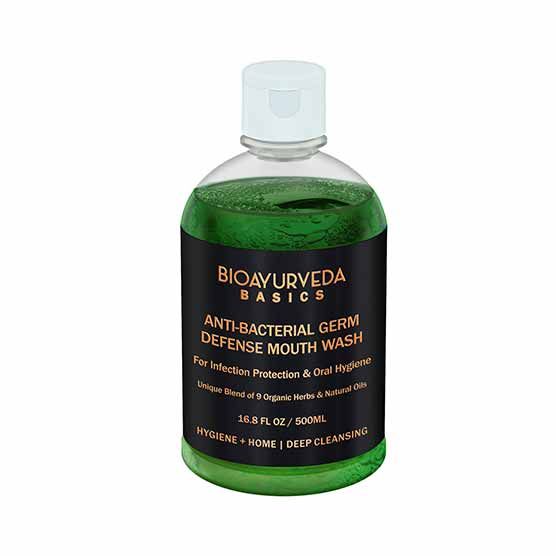 BIOAYURVEDA
BASICS
ANTI-BACTERIAL GERM
DEFENSE MOUTH WASH
For Infection Protection & Oral Hygiene
Unique Blend of 9 Organic Herbs & Natural Oils
16.8 FL OZ / 500ML
HYGIENE + HOME | DEEP CLEANSING